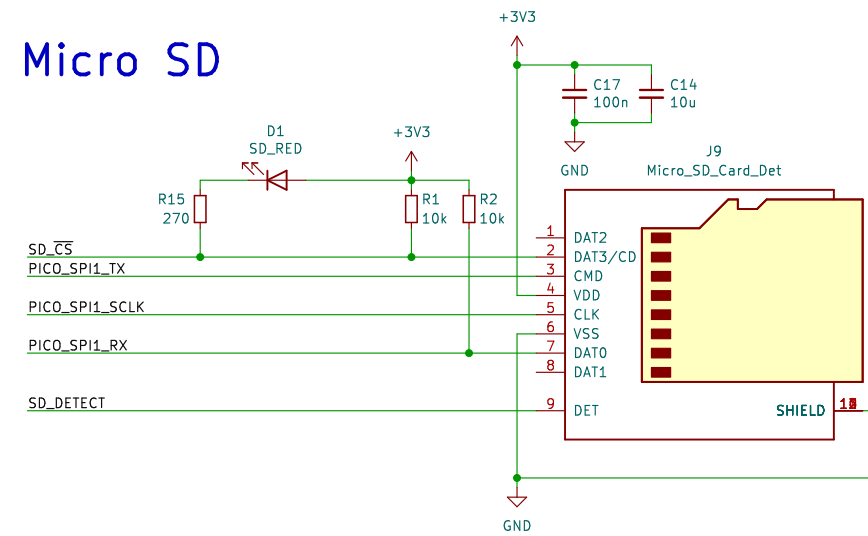 +3V3
Micro SD
C17
100n
C14
10u
D1
SD_RED
+3V3
GND
J9
Micro_SD_Card_Det
R15
270
R1
10k
R2
10k
SD_CS
PICO_SPI1_TX
PICO_SPI1_SCLK
PICO_SPI1_RX
SD_DETECT
1 DAT2
2 DAT3/CD
3 CMD
4 VDD
5 CLK
6 VSS
7 DAT0
8 DAT1
9 DET
SHIELD
GND